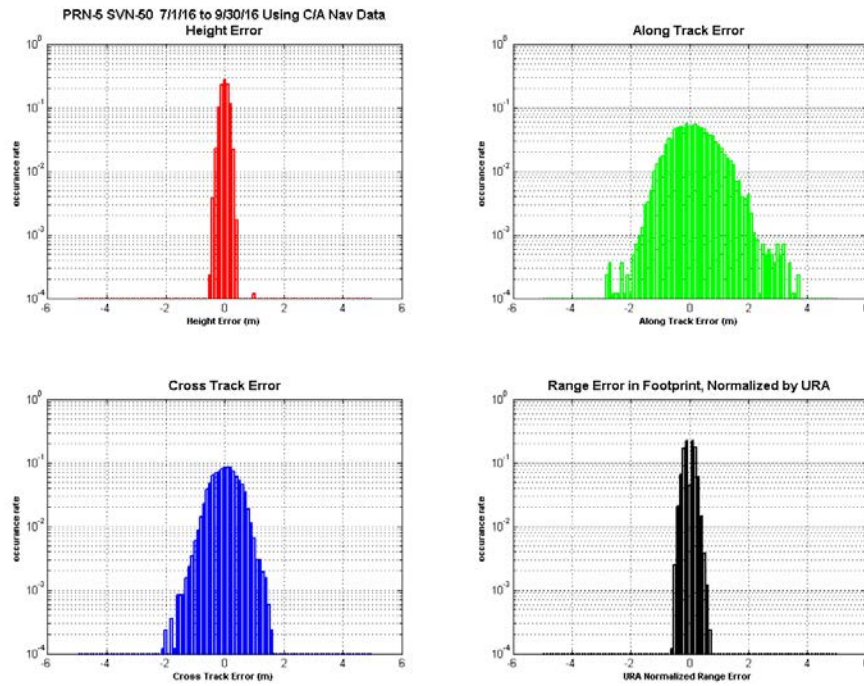 PRN-5 SVN-50 7/1/16 to 9/30/16 Using C/A Nav Data
Height Error
10^0
10^-1
10^-2
10^-3
10^-4
occurance rate
-6 -4 -2 0 2 4 6
Height Error (m)
Along Track Error
10^0
10^-1
10^-2
10^-3
10^-4
occurance rate
-6 -4 -2 0 2 4 6
Along Track Error (m)
Cross Track Error
10^0
10^-1
10^-2
10^-3
10^-4
occurance rate
-6 -4 -2 0 2 4 6
Cross Track Error (m)
Range Error in Footprint, Normalized by URA
10^0
10^-1
10^-2
10^-3
10^-4
occurance rate
-6 -4 -2 0 2 4 6
URA Normalized Range Error